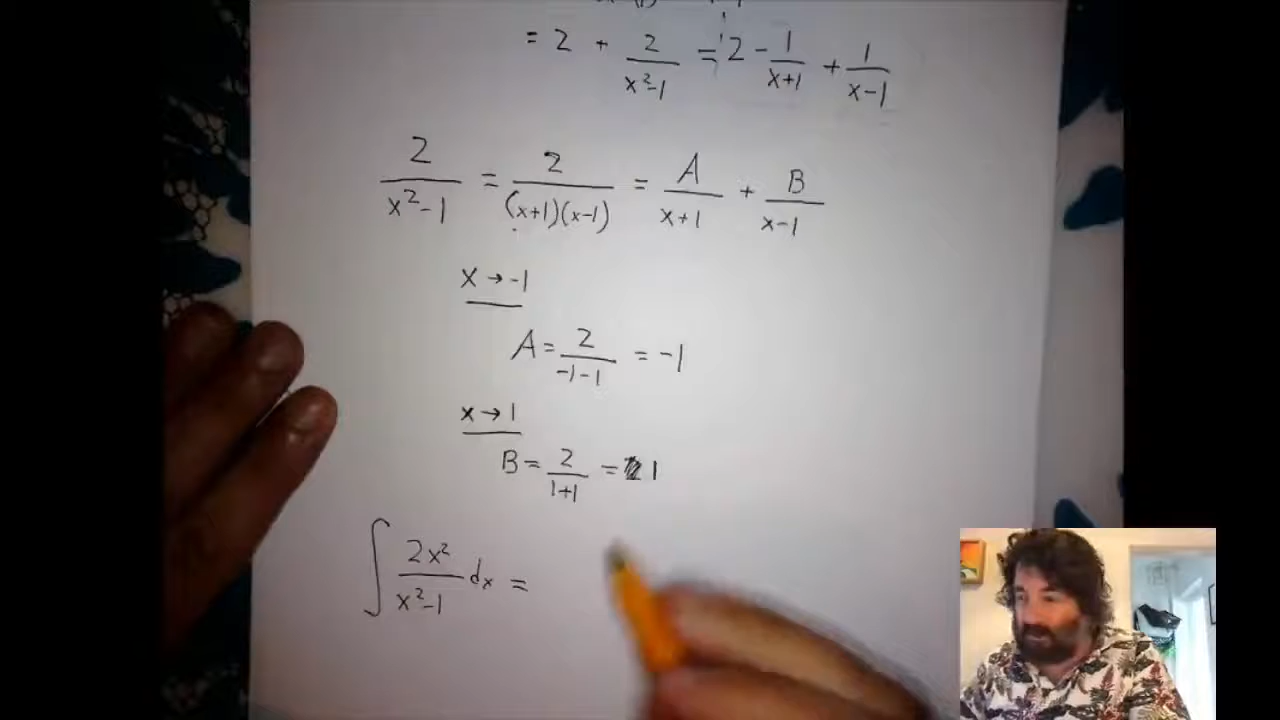 = 2 + 2/(x²-1) = 2 - 1/(x+1) + 1/(x-1)
2/(x²-1) = 2/((x+1)(x-1)) = A/(x+1) + B/(x-1)
x → -1
A = 2/(-1-1) = -1
x → 1
B = 2/(1+1) = 1
∫ 2x²/(x²-1) dx =